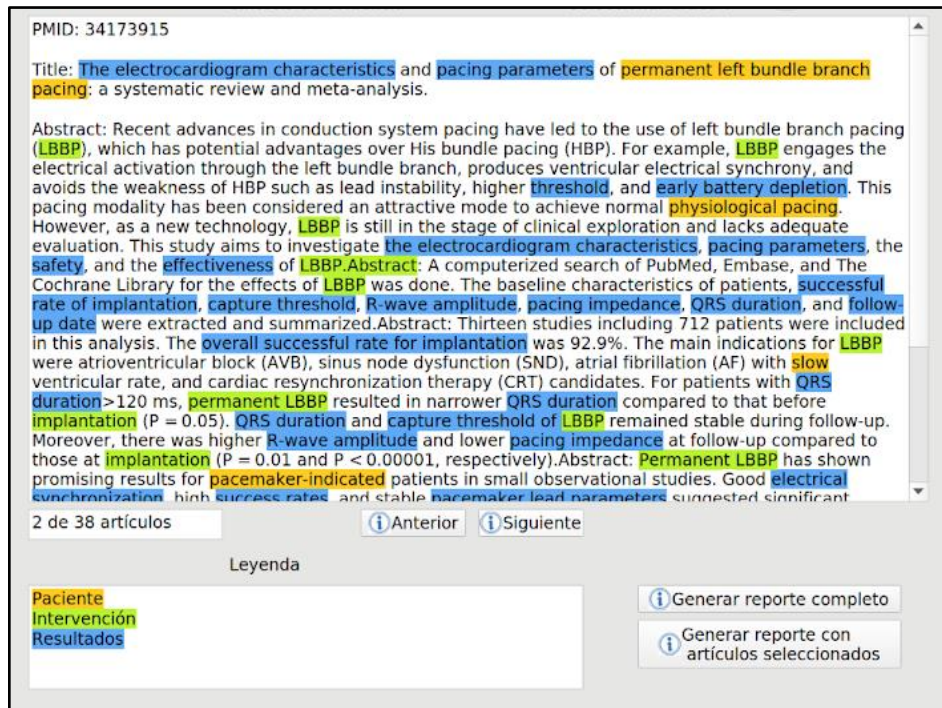 PMID: 34173915
Title: The electrocardiogram characteristics and pacing parameters of permanent left bundle branch
pacing: a systematic review and meta-analysis.
Abstract: Recent advances in conduction system pacing have led to the use of left bundle branch pacing
(LBBP), which has potential advantages over His bundle pacing (HBP). For example, LBBP engages the
electrical activation through the left bundle branch, produces ventricular electrical synchrony, and
avoids the weakness of HBP such as lead instability, higher threshold, and early battery depletion. This
pacing modality has been considered an attractive mode to achieve normal physiological pacing.
However, as a new technology, LBBP is still in the stage of clinical exploration and lacks adequate
evaluation. This study aims to investigate the electrocardiogram characteristics, pacing parameters, the
safety, and the effectiveness of LBBP.Abstract: A computerized search of PubMed, Embase, and The
Cochrane Library for the effects of LBBP was done. The baseline characteristics of patients, successful
rate of implantation, capture threshold, R-wave amplitude, pacing impedance, QRS duration, and follow-
up date were extracted and summarized.Abstract: Thirteen studies including 712 patients were included
in this analysis. The overall successful rate for implantation was 92.9%. The main indications for LBBP
were atrioventricular block (AVB), sinus node dysfunction (SND), atrial fibrillation (AF) with slow
ventricular rate, and cardiac resynchronization therapy (CRT) candidates. For patients with QRS
duration>120 ms, permanent LBBP resulted in narrower QRS duration compared to that before
implantation (P = 0.05). QRS duration and capture threshold of LBBP remained stable during follow-up.
Moreover, there was higher R-wave amplitude and lower pacing impedance at follow-up compared to
those at implantation (P = 0.01 and P < 0.00001, respectively).Abstract: Permanent LBBP has shown
promising results for pacemaker-indicated patients in small observational studies. Good electrical
synchronization, high success rates, and stable pacemaker lead parameters suggested significant
2 de 38 artículos
Anterior
Siguiente
Leyenda
Paciente
Intervención
Resultados
Generar reporte completo
Generar reporte con
artículos seleccionados